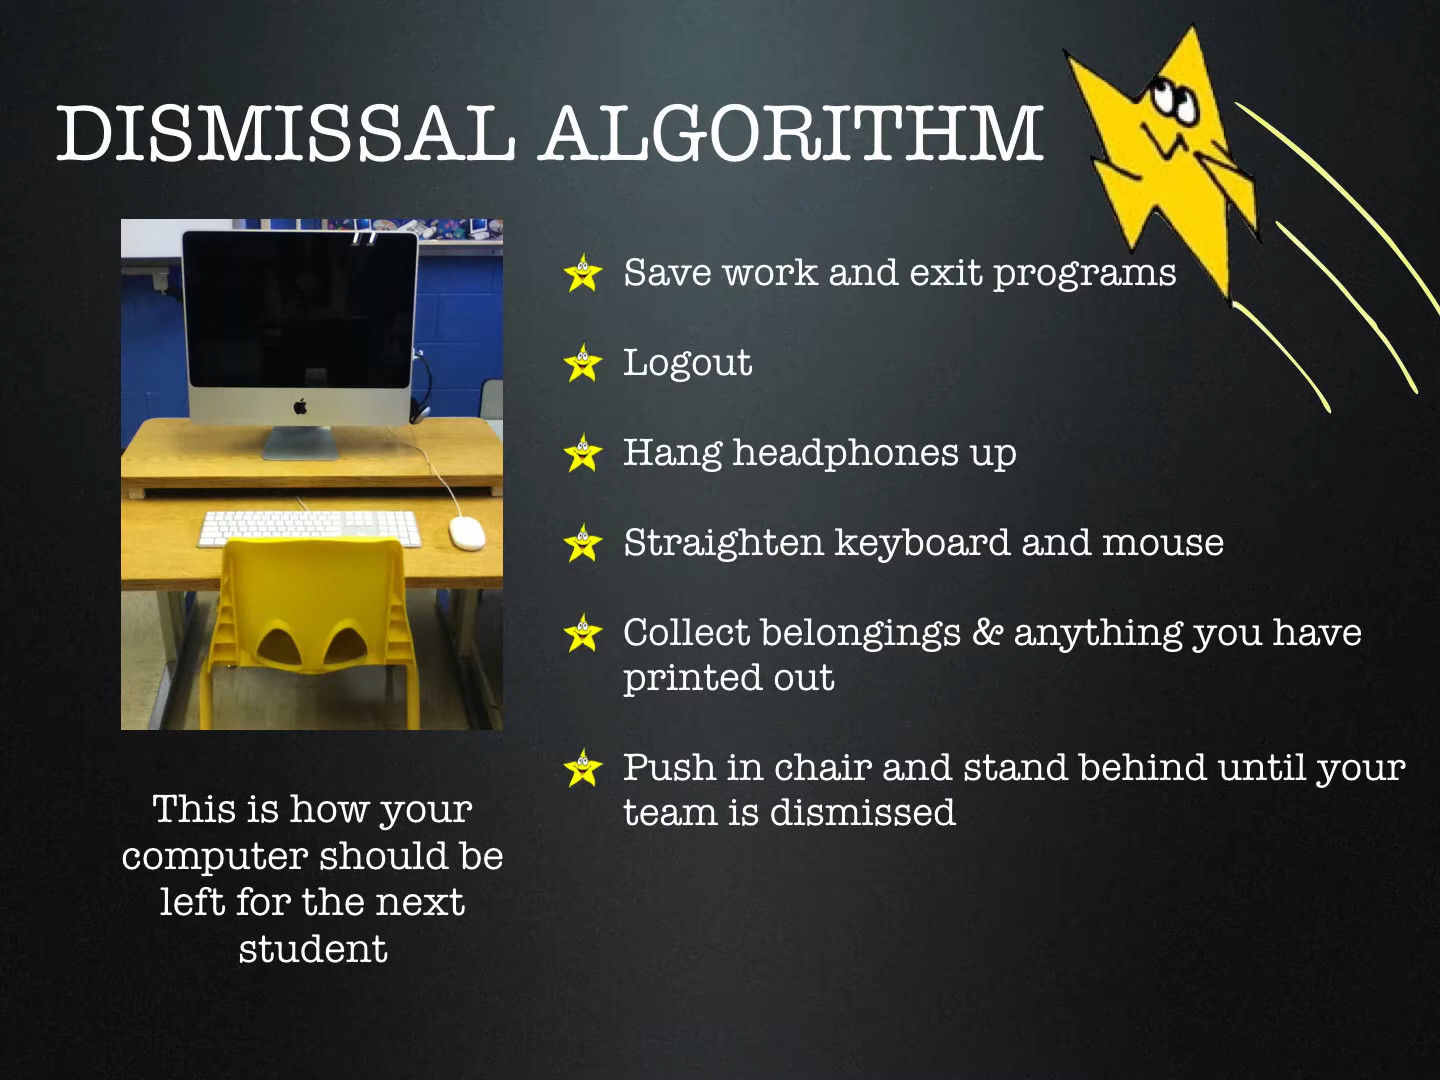 DISMISSAL ALGORITHM
Save work and exit programs
Logout
Hang headphones up
Straighten keyboard and mouse
Collect belongings & anything you have
printed out
Push in chair and stand behind until your
team is dismissed
This is how your
computer should be
left for the next
student